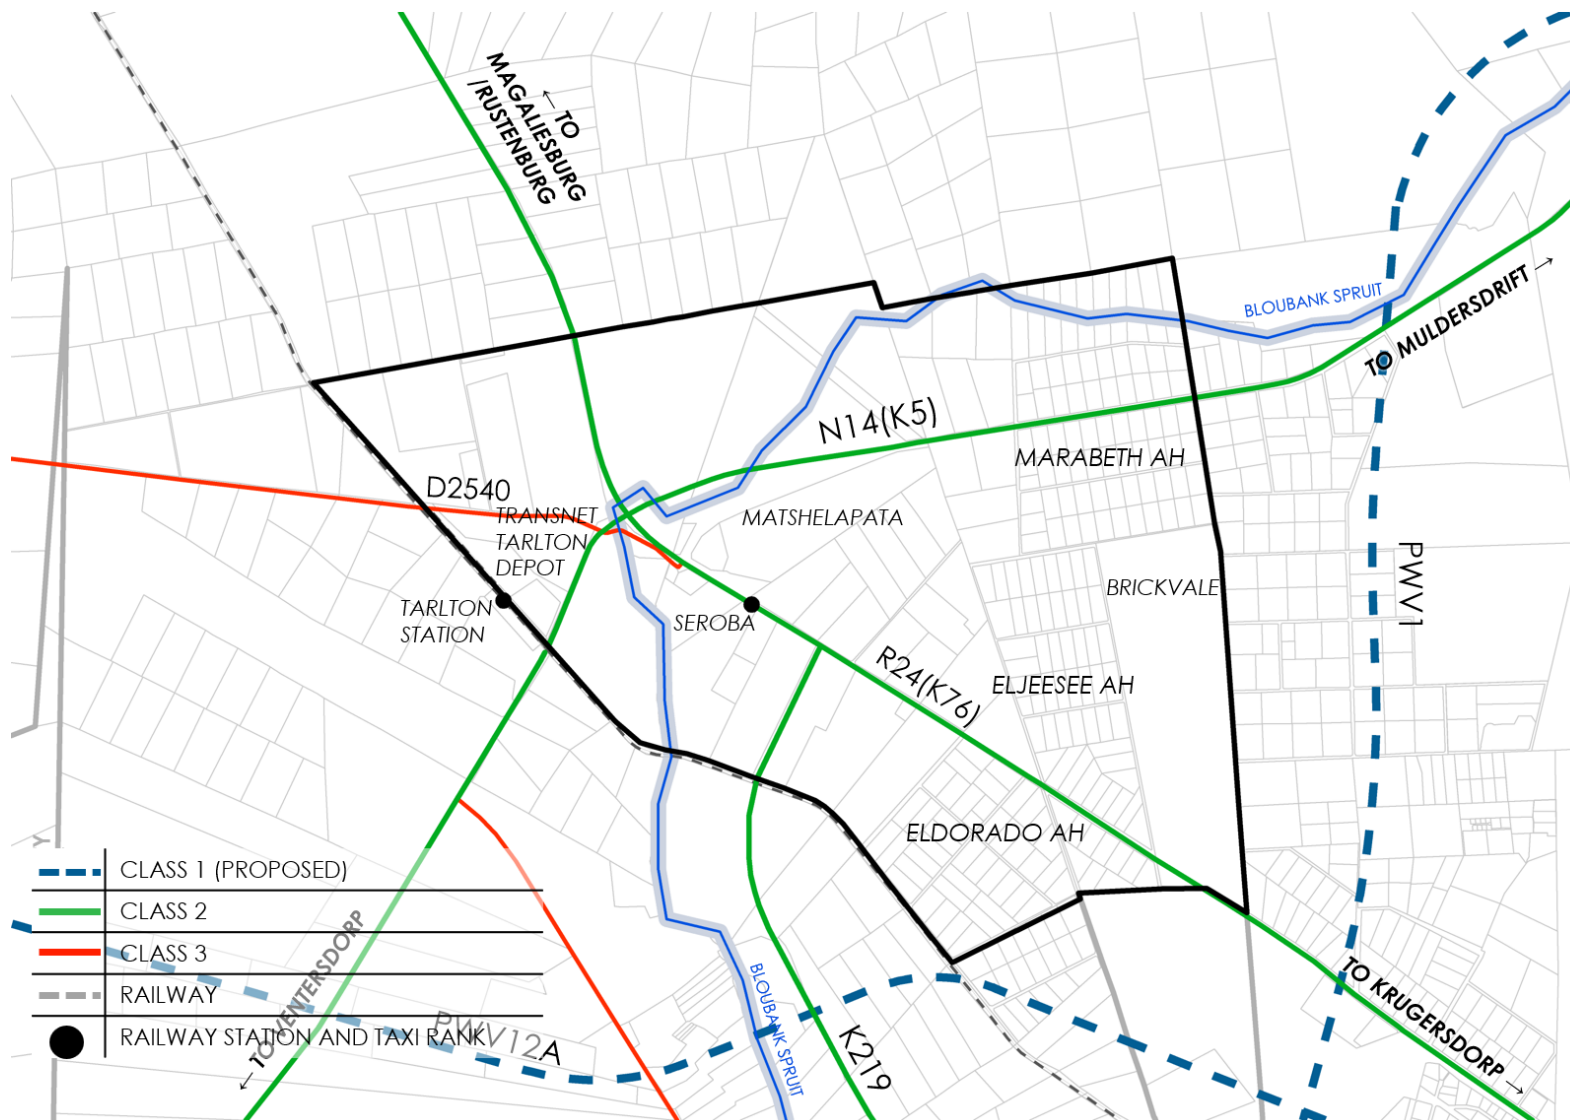 ← TO
MAGALIESBURG
/RUSTENBURG
BLOUBANK SPRUIT
TO MULDERSDRIFT →
N14(K5)
MARABETH AH
D2540
TRANSNET
TARLTON
DEPOT
MATSHELAPATA
PWV1
BRICKVALE
TARLTON
STATION
SEROBA
R24(K76)
ELJEESEE AH
ELDORADO AH
Y
CLASS 1 (PROPOSED)
CLASS 2
CLASS 3
RAILWAY
RAILWAY STATION AND TAXI RANK
← TO VENTERSDORP
PWV12A
BLOUBANK SPRUIT
K219
TO KRUGERSDORP →